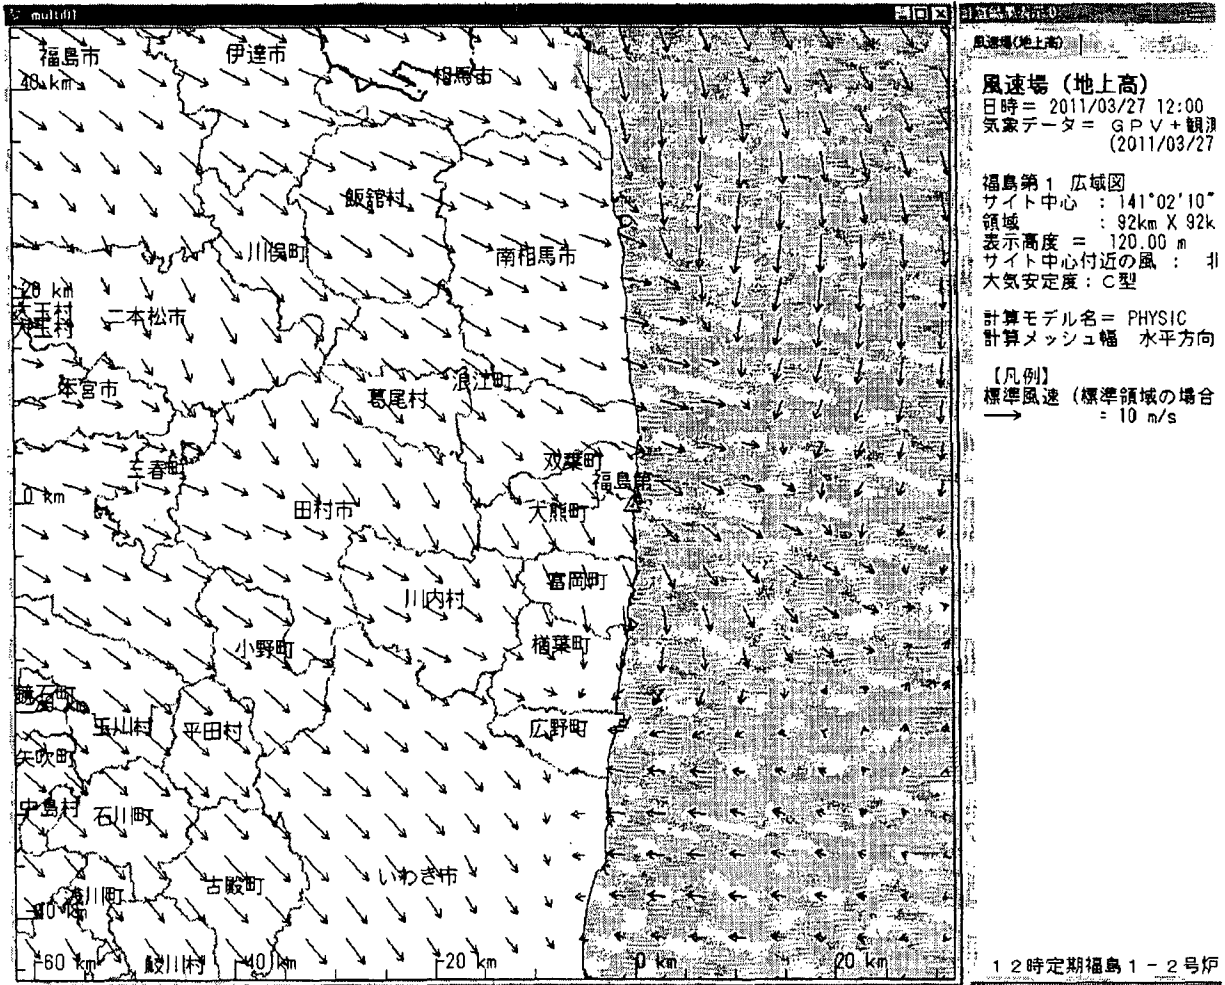 multi01
福島市
伊達市
相馬市
40 km
飯舘村
川俣町
南相馬市
20 km
大玉村
大玉村
二本松市
本宮市
浪江町
葛尾村
三春町
双葉町
福島第一
0 km
田村市
大熊町
富岡町
川内村
楢葉町
小野町
鏡石町
玉川村
平田村
広野町
矢吹町
中島村
石川町
いわき市
古殿町
浅川町
鮫川村
-60 km
-40 km
-20 km
0 km
20 km
風速場(地上高)
風速場（地上高）
日時＝ 2011/03/27 12:00
気象データ＝ ＧＰＶ＋観測
(2011/03/27
福島第１ 広域図
サイト中心 ： 141°02'10"
領域 ： 92km X 92k
表示高度 ＝ 120.00 m
サイト中心付近の風 ： 北
大気安定度：Ｃ型
計算モデル名＝ PHYSIC
計算メッシュ幅 水平方向
【凡例】
標準風速（標準領域の場合
＝ 10 m/s
１２時定期福島１－２号炉